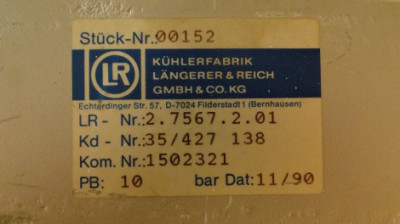 Stück-Nr.:00152
LR
KÜHLERFABRIK
LÄNGERER & REICH
GMBH & CO. KG
Echterdinger Str. 57, D-7024 Filderstadt 1 (Bernhausen)
LR - Nr.:2.7567.2.01
Kd - Nr.:35/427 138
Kom. Nr.:1502321
PB: 10 bar Dat:11/90